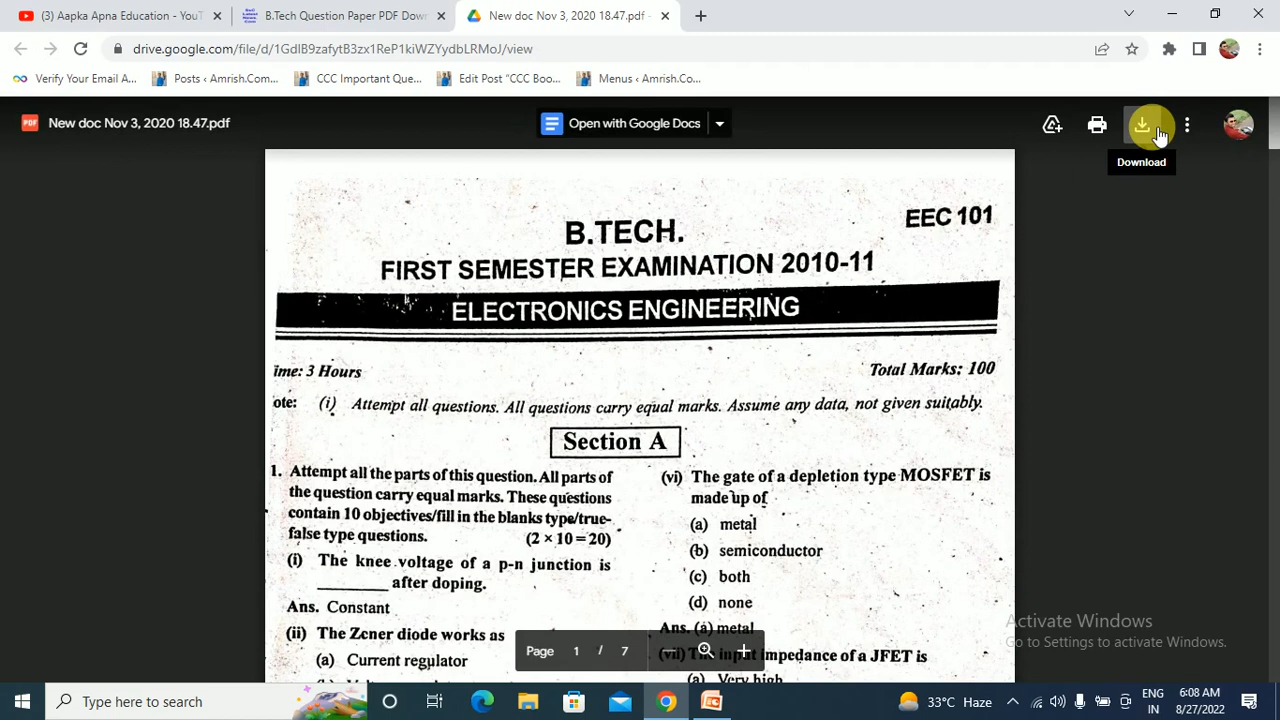 (3) Aapka Apna Education - YouT
B.Tech Question Paper PDF Down
New doc Nov 3, 2020 18.47.pdf -
drive.google.com/file/d/1GdlB9zafytB3zx1ReP1kiWZYydbLRMoJ/view
Verify Your Email A...
Posts ‹ Amrish.Com...
CCC Important Que...
Edit Post "CCC Boo...
Menus ‹ Amrish.Co...
PDF
New doc Nov 3, 2020 18.47.pdf
Open with Google Docs
Download
EEC 101
B.TECH.
FIRST SEMESTER EXAMINATION 2010-11
ELECTRONICS ENGINEERING
ime: 3 Hours
Total Marks: 100
ote: (i) Attempt all questions. All questions carry equal marks. Assume any data, not given suitably.
Section A
1. Attempt all the parts of this question. All parts of
the question carry equal marks. These questions
contain 10 objectives/fill in the blanks type/true-
false type questions. (2 × 10 = 20)
(i) The knee voltage of a p-n junction is
________ after doping.
Ans. Constant
(ii) The Zener diode works as
(a) Current regulator
(vi) The gate of a depletion type MOSFET is
made up of
(a) metal
(b) semiconductor
(c) both
(d) none
Ans. (a) metal
(vii) The input impedance of a JFET is
(a) Very high
Page 1 / 7
Activate Windows
Go to Settings to activate Windows.
Type here to search
33°C Haze
ENG
IN
6:08 AM
8/27/2022